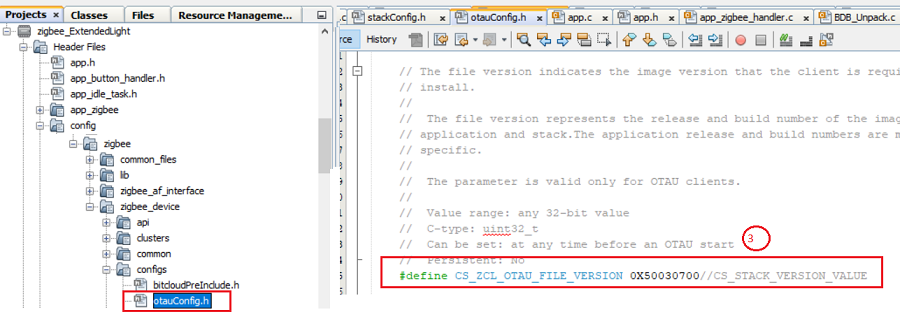 Projects
Classes
Files
Resource Manageme...
zigbee_ExtendedLight
Header Files
app.h
app_button_handler.h
app_idle_task.h
app_zigbee
config
zigbee
common_files
lib
zigbee_af_interface
zigbee_device
api
clusters
common
configs
bitcloudPreInclude.h
otauConfig.h
.c
stackConfig.h
otauConfig.h
app.c
app.h
app_zigbee_handler.c
BDB_Unpack.c
rce
History
// The file version indicates the image version that the client is requi
// install.
//
//  The file version represents the release and build number of the imag
// application and stack.The application release and build numbers are m
// specific.
//
//  The parameter is valid only for OTAU clients.
//
//  Value range: any 32-bit value
//  C-type: uint32_t
//  Can be set: at any time before an OTAU start
3
//  Persistent: No
#define CS_ZCL_OTAU_FILE_VERSION 0X50030700//CS_STACK_VERSION_VALUE